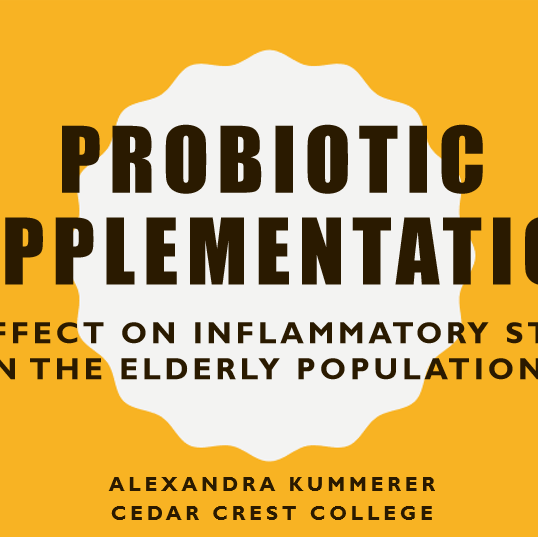 PROBIOTIC
PPLEMENTATIO
FFECT ON INFLAMMATORY ST
N THE ELDERLY POPULATION
ALEXANDRA KUMMERER
CEDAR CREST COLLEGE